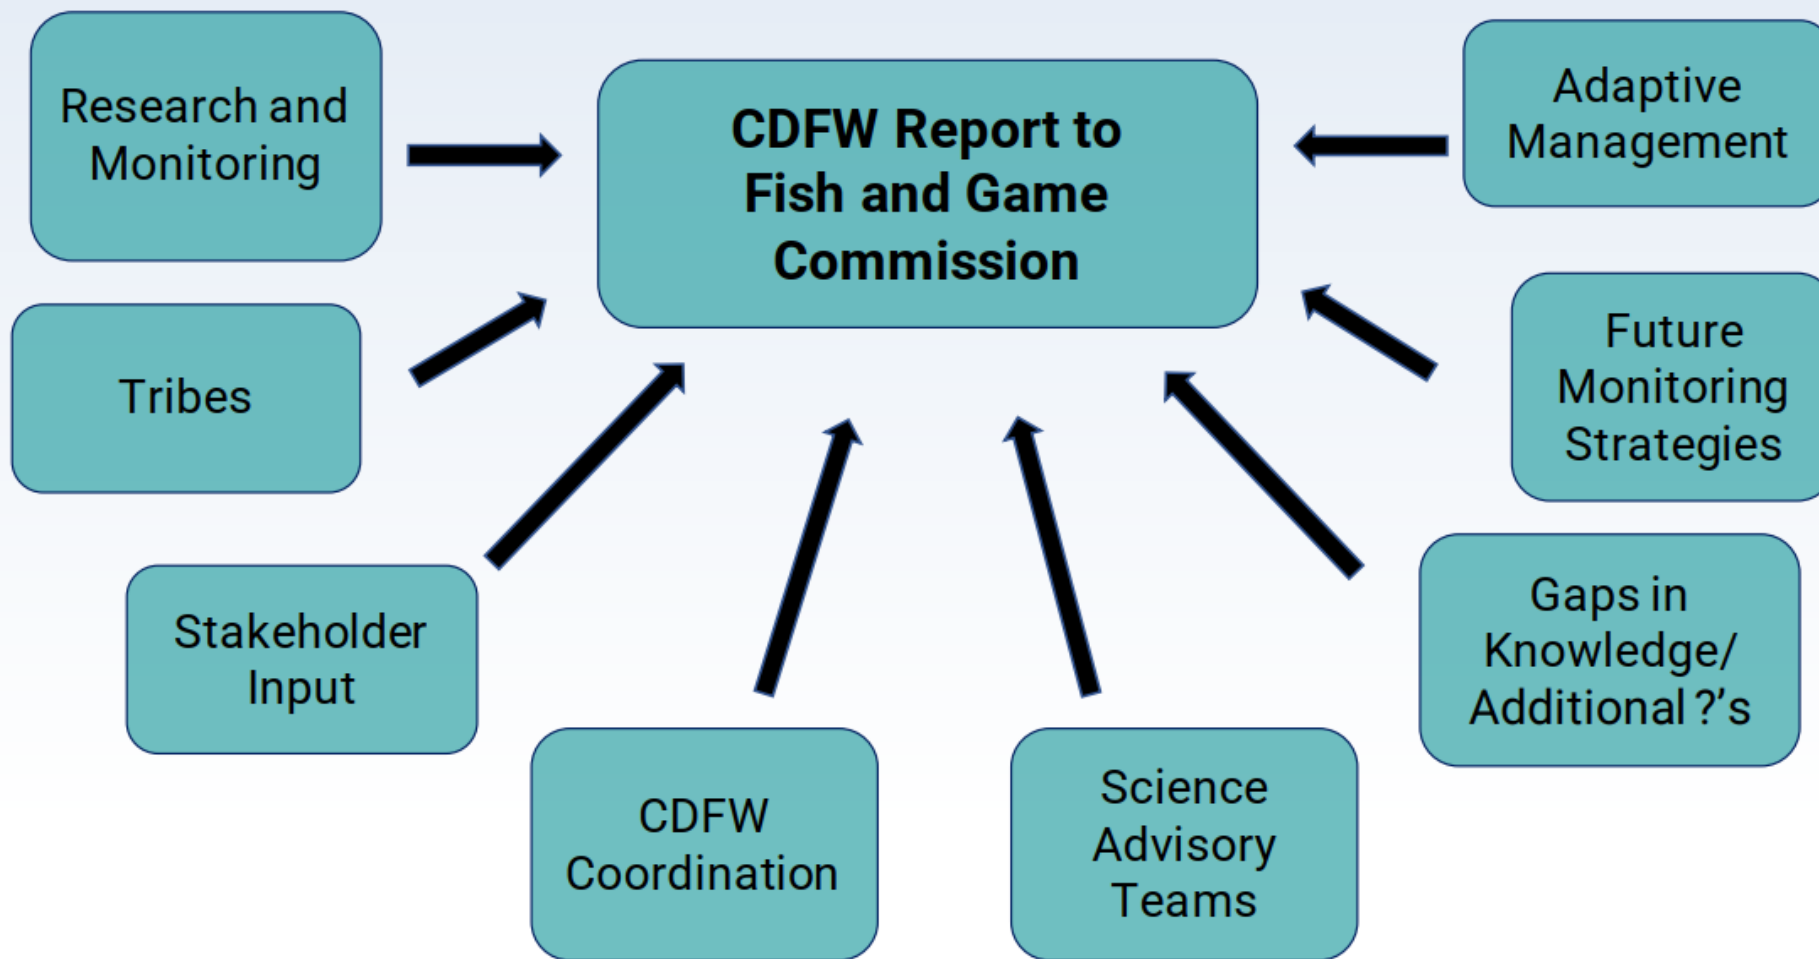 Research and
Monitoring
CDFW Report to
Fish and Game
Commission
Adaptive
Management
Tribes
Future
Monitoring
Strategies
Stakeholder
Input
Gaps in
Knowledge/
Additional ?’s
CDFW
Coordination
Science
Advisory
Teams